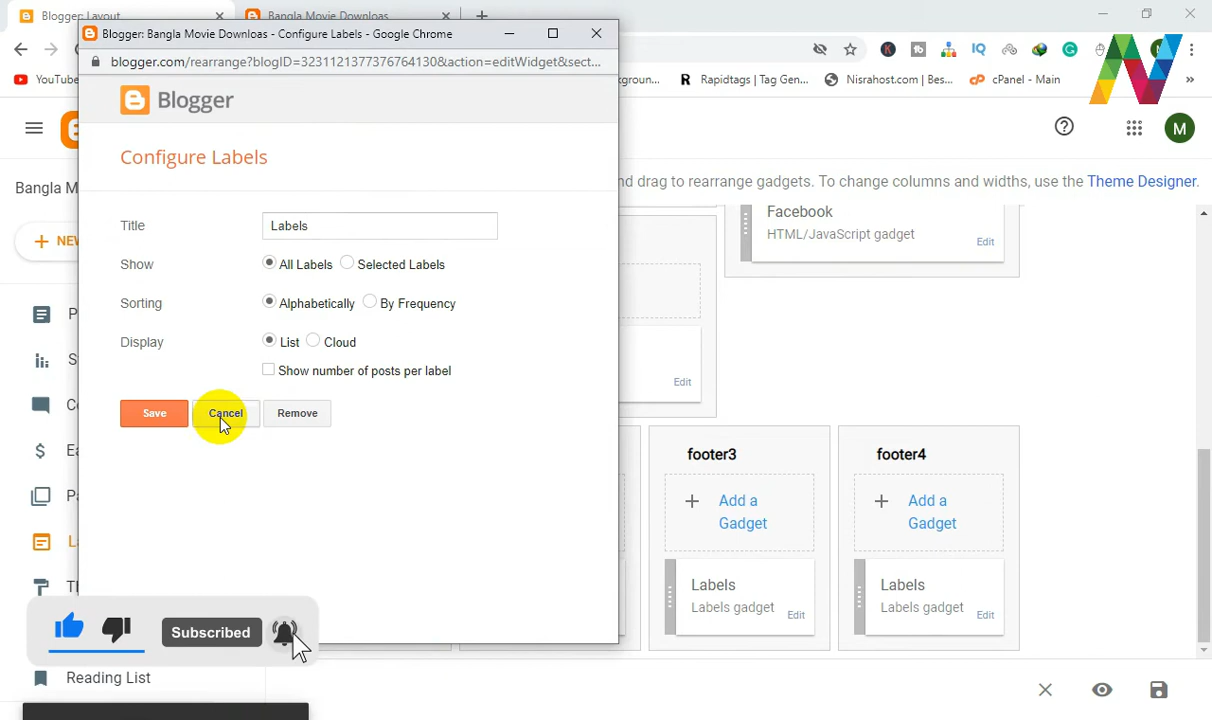 Blogger: Layout
Bangla Movie Downloas
Blogger: Bangla Movie Downloas - Configure Labels - Google Chrome
blogger.com/rearrange?blogID=3231121377376764130&action=editWidget&sect...
YouTube
kgroun...
Rapidtags | Tag Gen...
Nisrahost.com | Bes...
cP cPanel - Main
»
Blogger
M
Configure Labels
nd drag to rearrange gadgets. To change columns and widths, use the Theme Designer.
Bangla M
Title
Labels
Facebook
HTML/JavaScript gadget
Edit
+ NEW
Show
All Labels
Selected Labels
Sorting
Alphabetically
By Frequency
Display
List
Cloud
Show number of posts per label
Edit
Save
Cancel
Remove
footer3
footer4
+ Add a Gadget
+ Add a Gadget
Labels
Labels gadget
Edit
Labels
Labels gadget
Edit
Subscribed
Reading List